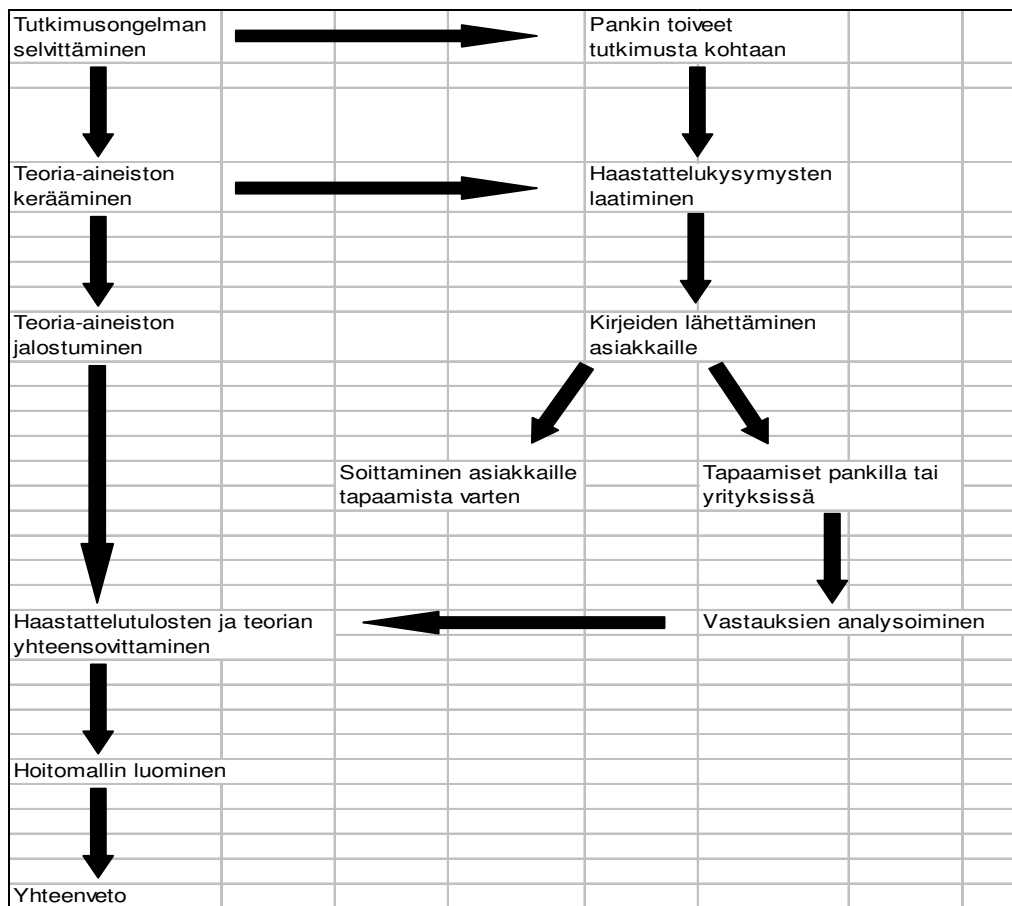 Tutkimusongelman
selvittäminen
Pankin toiveet
tutkimusta kohtaan
Teoria-aineiston
kerääminen
Haastattelukysymysten
laatiminen
Teoria-aineiston
jalostuminen
Kirjeiden lähettäminen
asiakkaille
Soittaminen asiakkaille
tapaamista varten
Tapaamiset pankilla tai
yrityksissä
Haastattelutulosten ja teorian
yhteensovittaminen
Vastauksien analysoiminen
Hoitomallin luominen
Yhteenveto